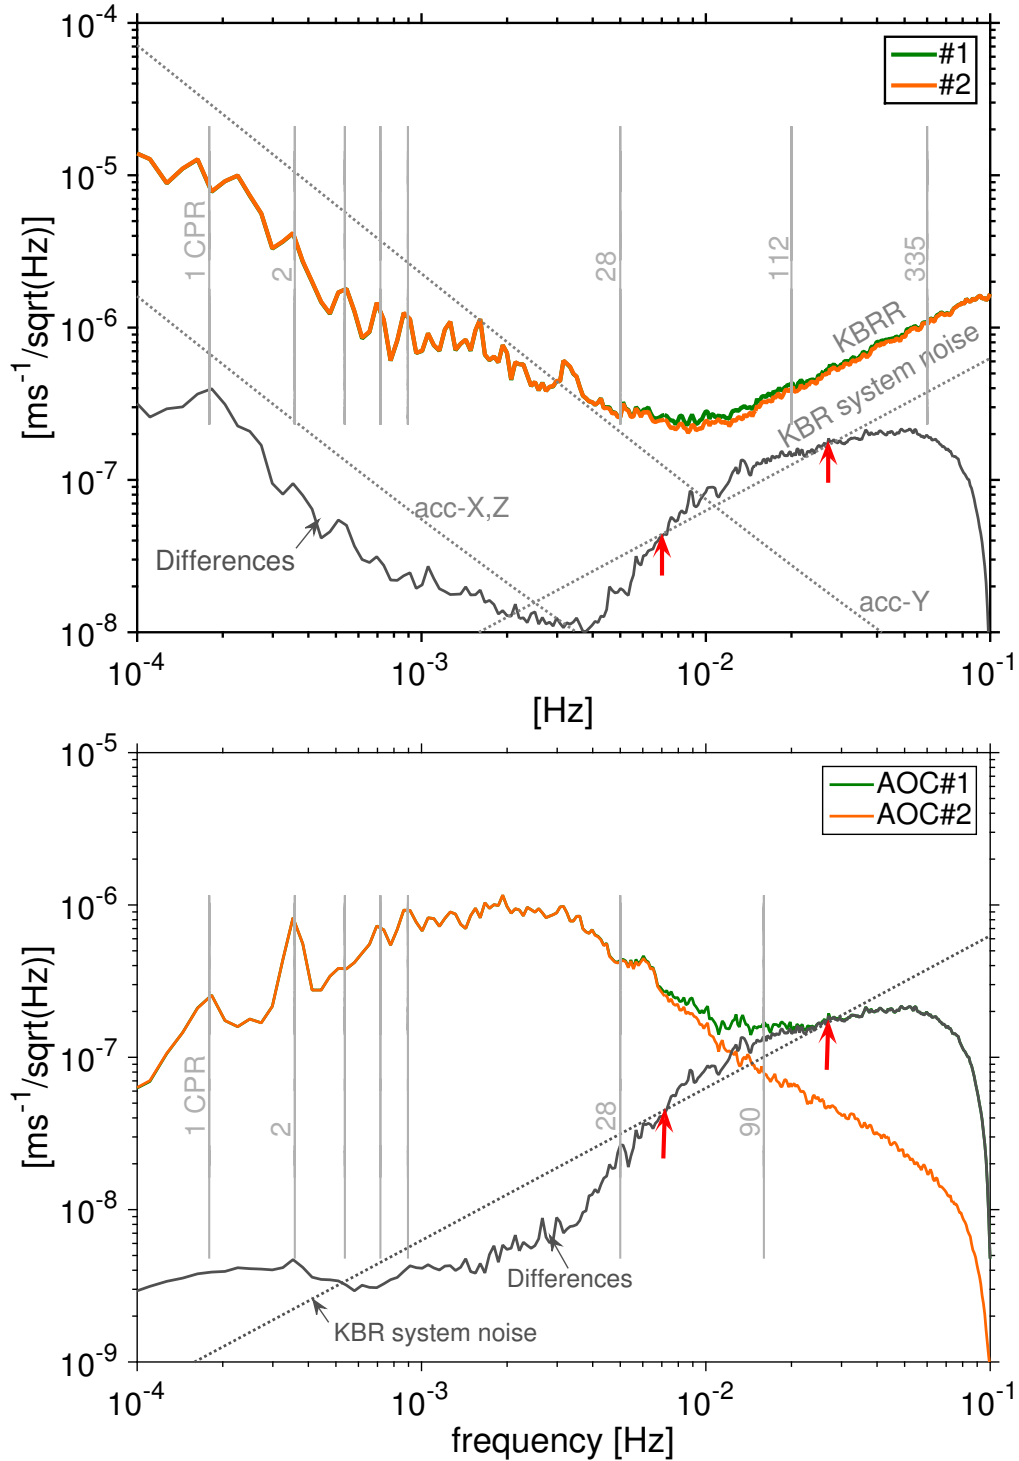 10^-4
#1
#2
10^-5
1 CPR
2
28
112
335
10^-6
KBRR
KBR system noise
[ms^-1/sqrt(Hz)]
10^-7
acc-X,Z
Differences
acc-Y
10^-8
10^-4
10^-3
10^-2
10^-1
[Hz]
10^-5
AOC#1
AOC#2
10^-6
[ms^-1/sqrt(Hz)]
10^-7
1 CPR
2
28
90
10^-8
Differences
KBR system noise
10^-9
10^-4
10^-3
10^-2
10^-1
frequency [Hz]